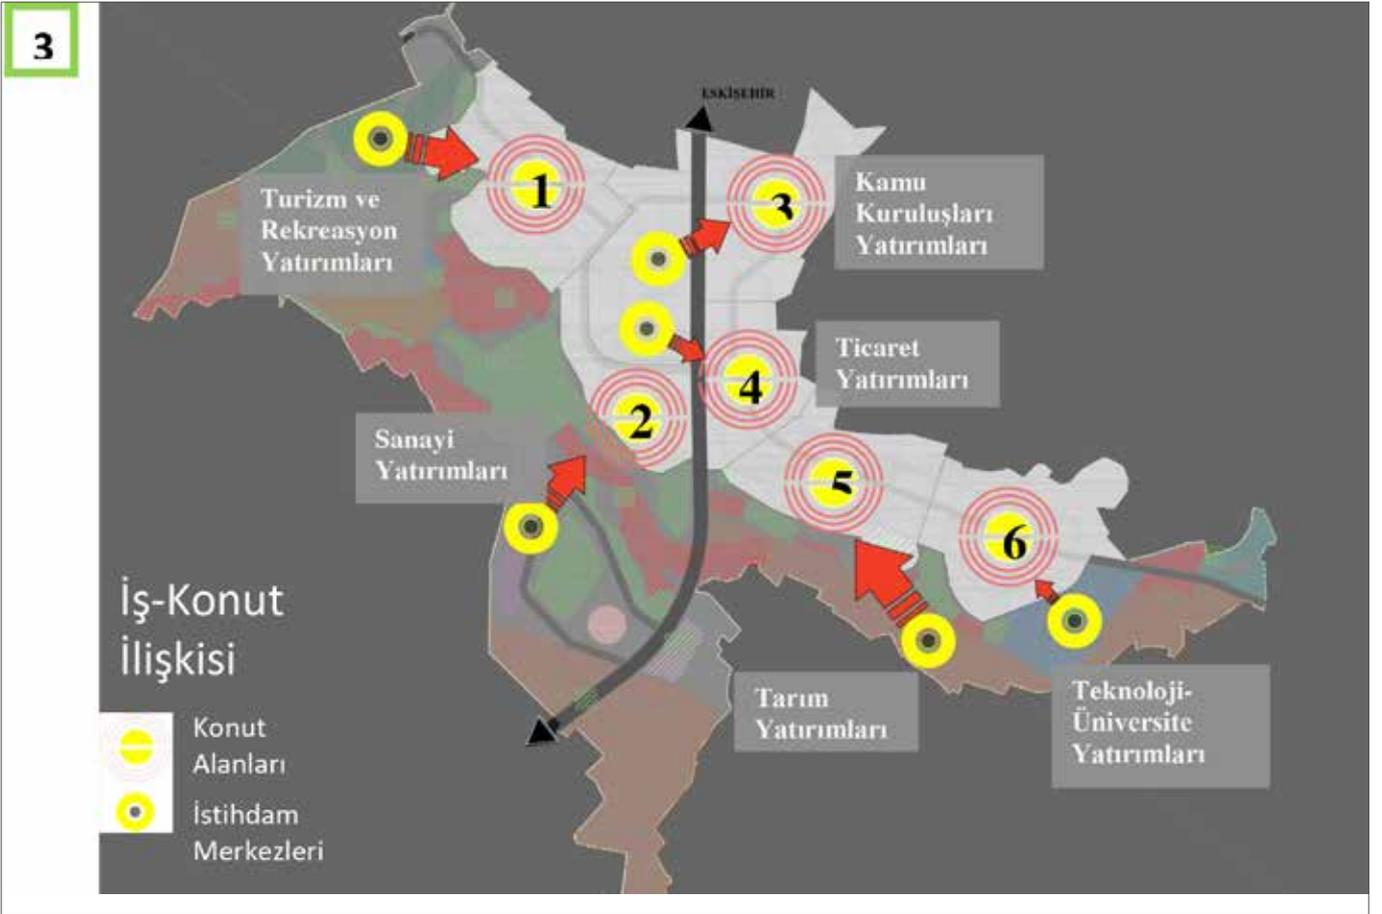 3
ESKİŞEHİR
1
3
Kamu
Kuruluşları
Yatırımları
Turizm ve
Rekreasyon
Yatırımları
4
Ticaret
Yatırımları
2
Sanayi
Yatırımları
5
6
İş-Konut
İlişkisi
Tarım
Yatırımları
Teknoloji-
Üniversite
Yatırımları
Konut
Alanları
İstihdam
Merkezleri